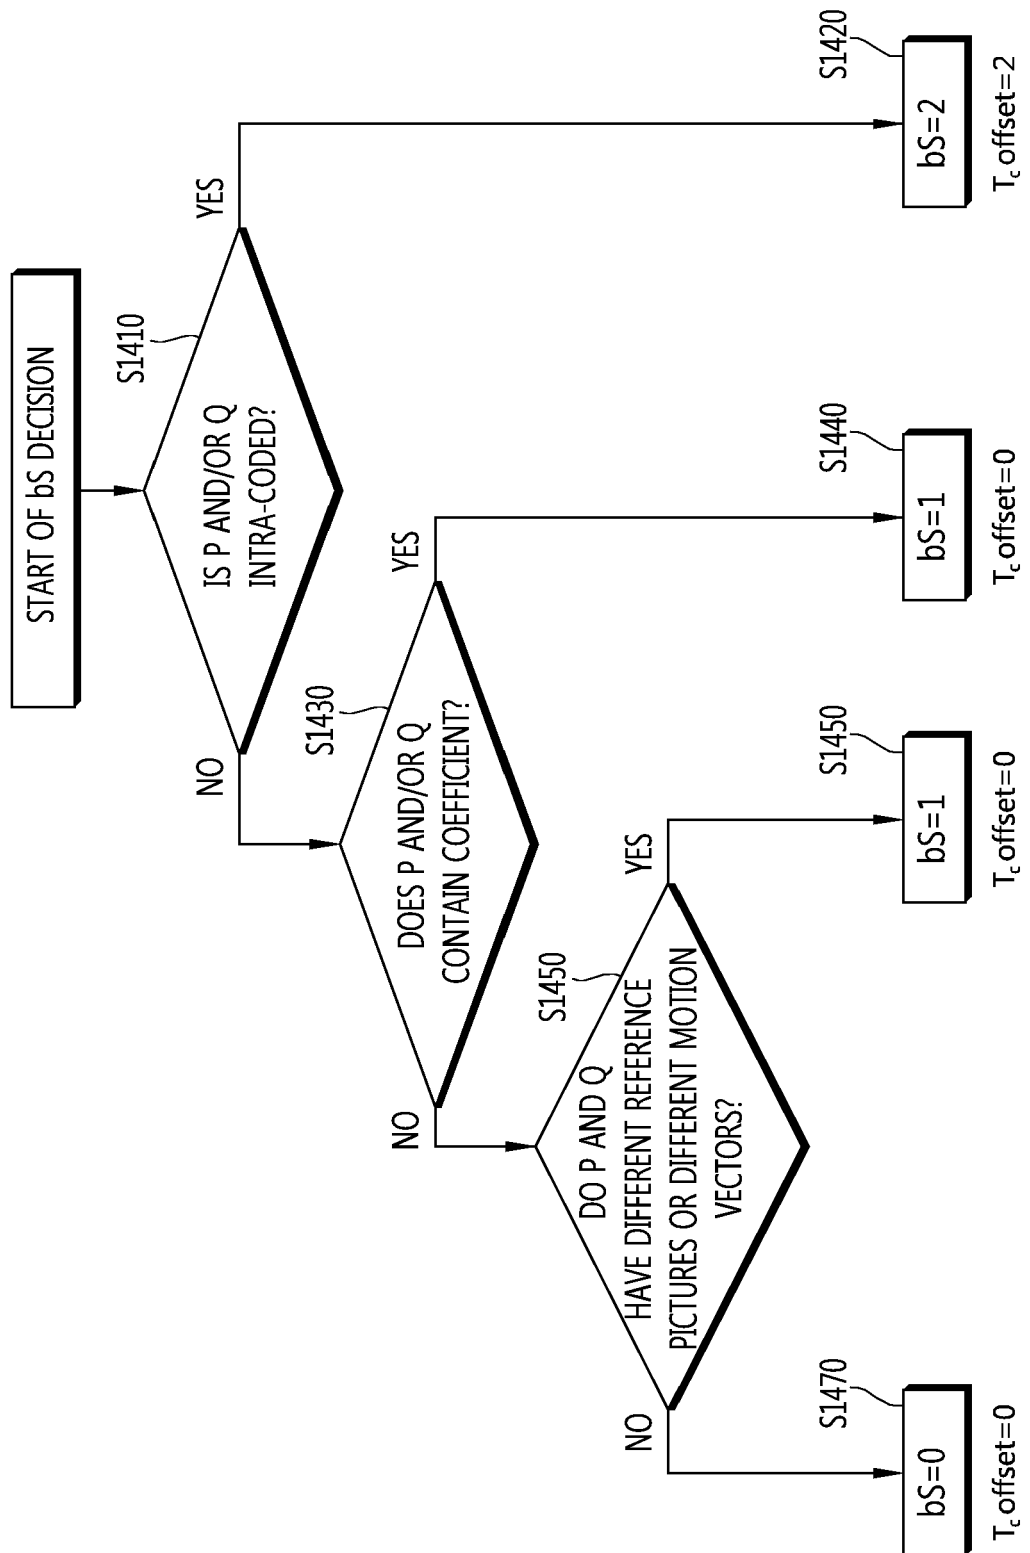 START OF bS DECISION
S1410
IS P AND/OR Q
INTRA-CODED?
YES
NO
S1420
bS=2
Tc offset=2
S1430
DOES P AND/OR Q
CONTAIN COEFFICIENT?
YES
NO
S1440
bS=1
Tc offset=0
S1450
DO P AND Q
HAVE DIFFERENT REFERENCE
PICTURES OR DIFFERENT MOTION
VECTORS?
YES
NO
S1450
bS=1
Tc offset=0
S1470
bS=0
Tc offset=0